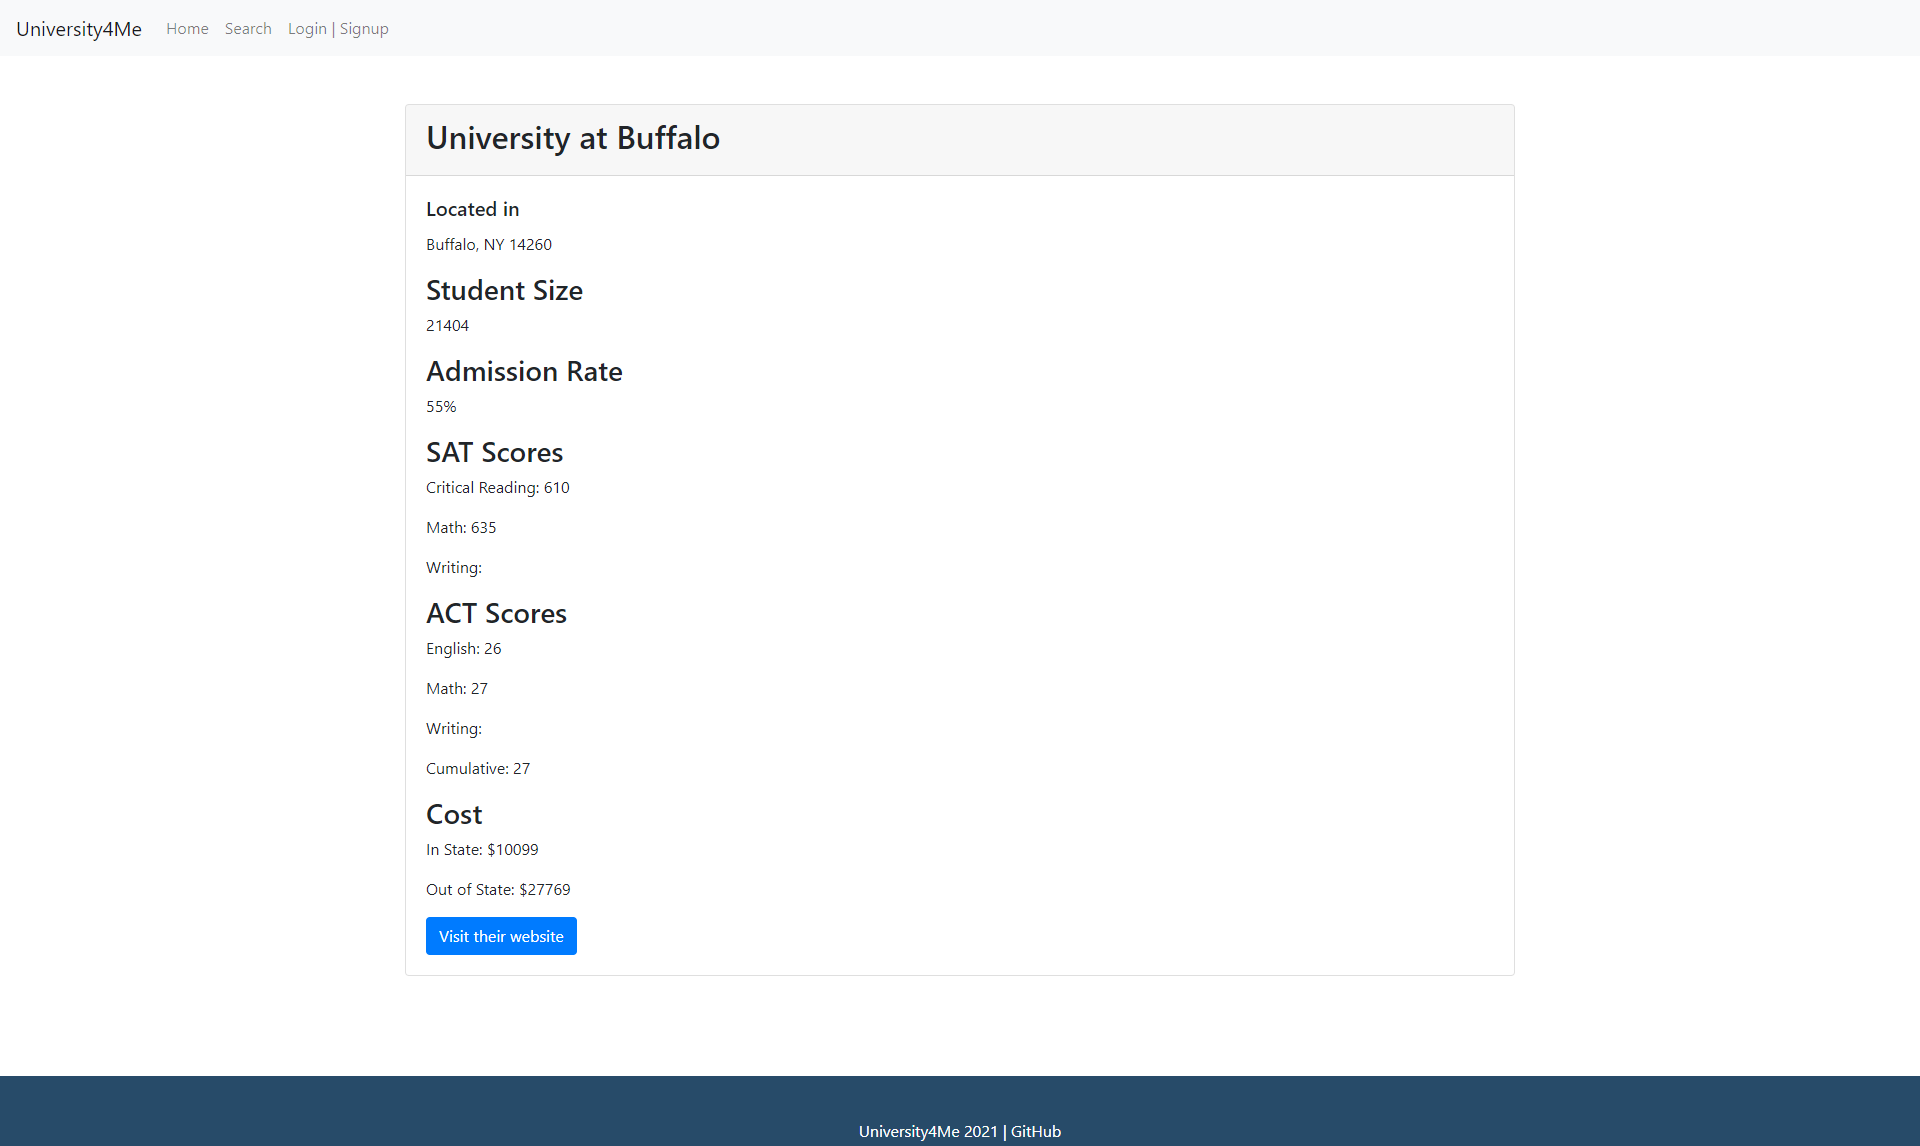 University4Me Home Search Login | Signup
University at Buffalo
Located in
Buffalo, NY 14260
Student Size
21404
Admission Rate
55%
SAT Scores
Critical Reading: 610
Math: 635
Writing:
ACT Scores
English: 26
Math: 27
Writing:
Cumulative: 27
Cost
In State: $10099
Out of State: $27769
Visit their website
University4Me 2021 | GitHub